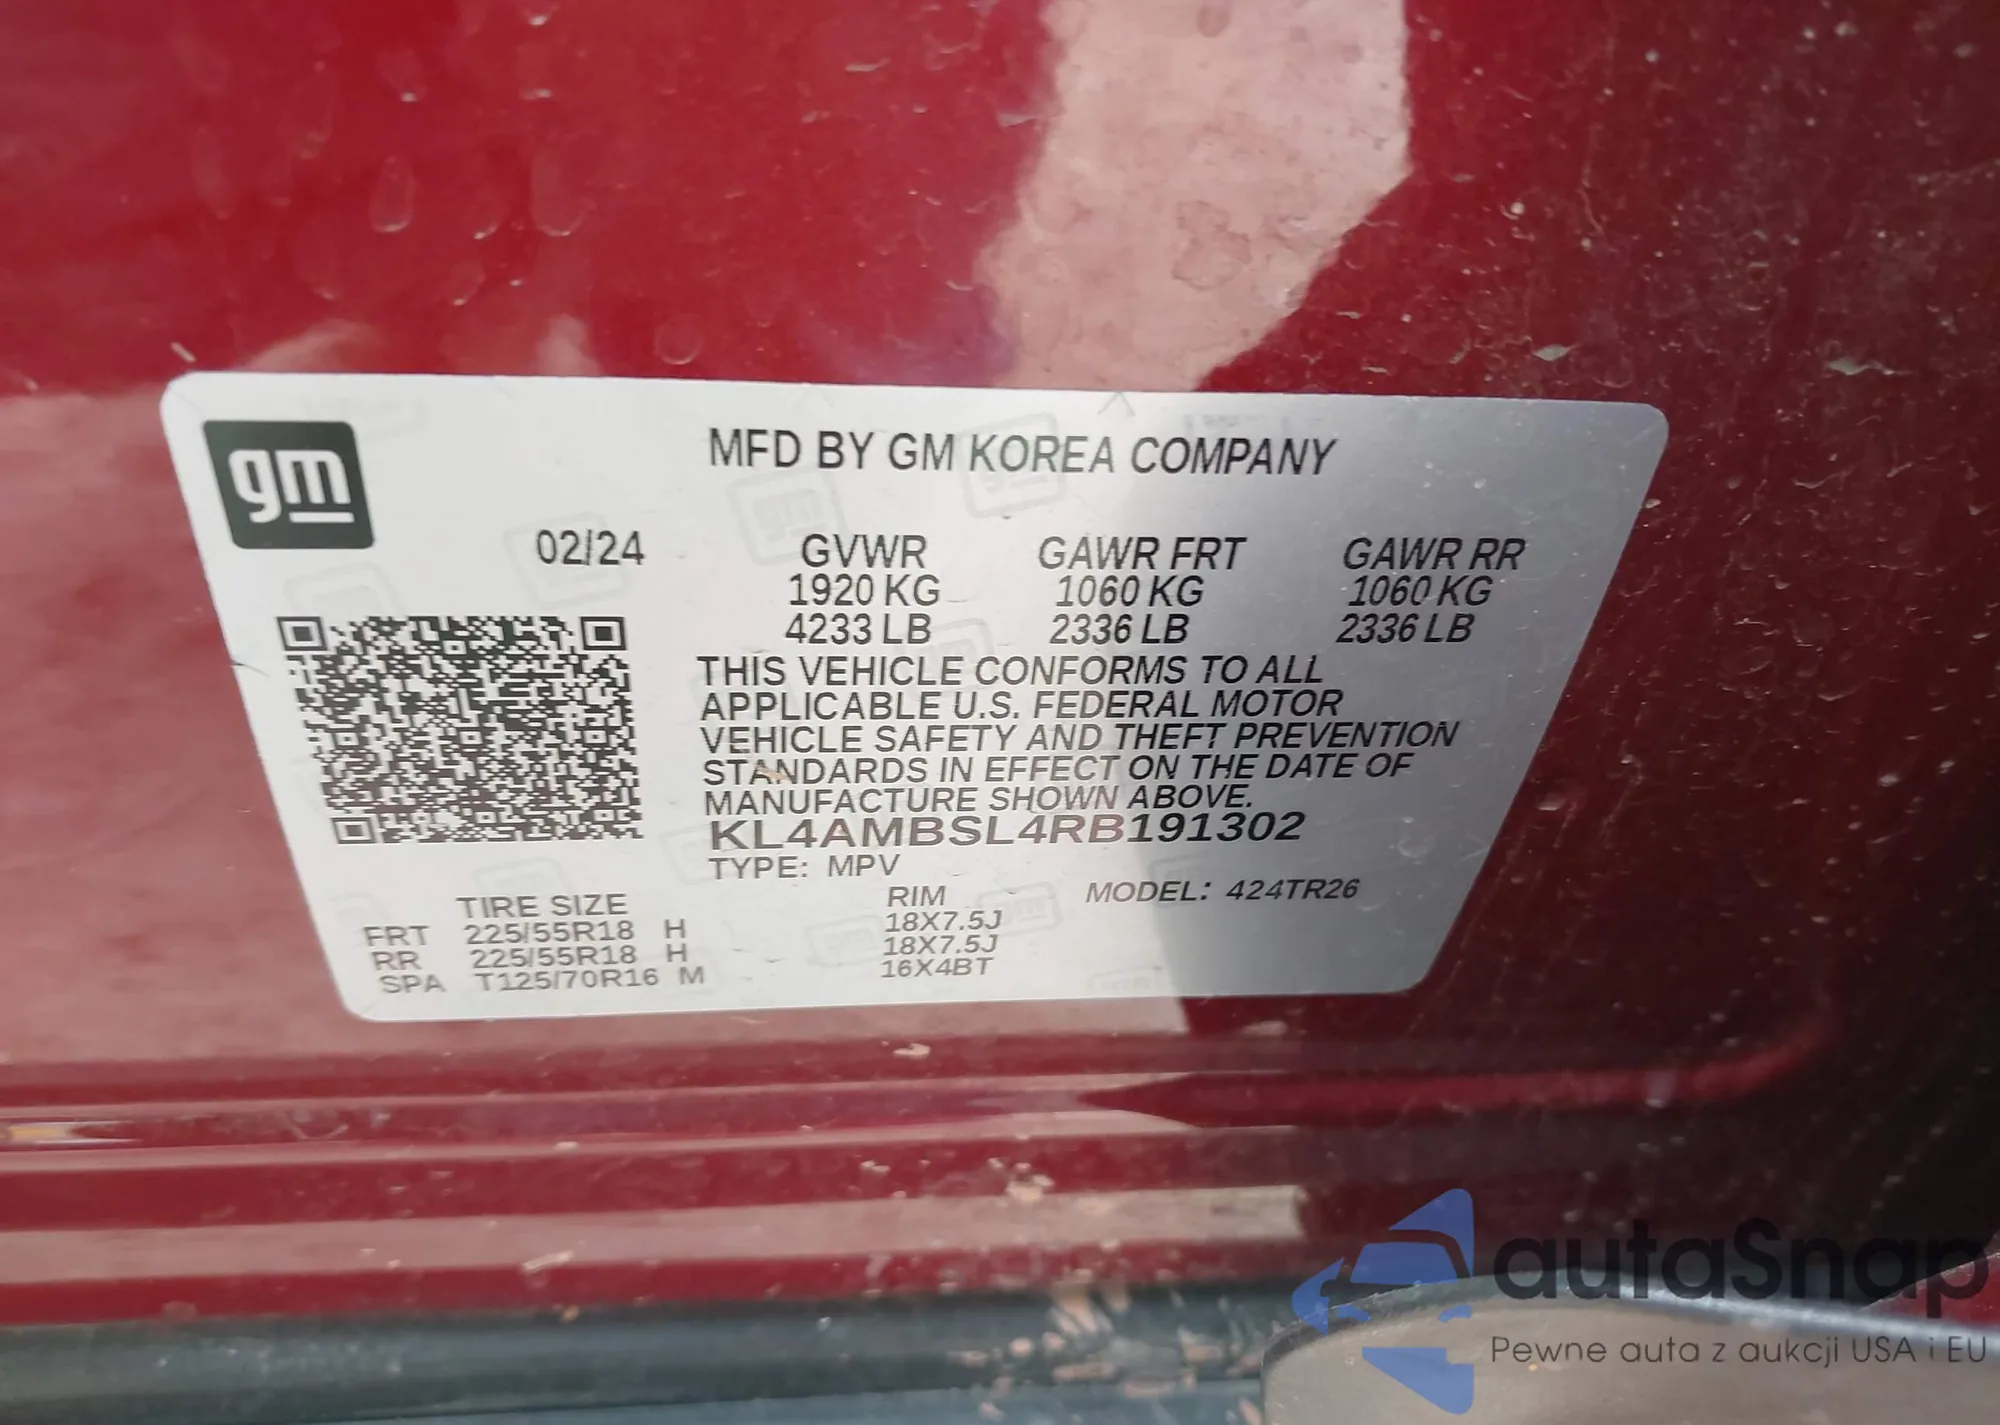 gm
MFD BY GM KOREA COMPANY
02/24 GVWR GAWR FRT GAWR RR
1920 KG 1060 KG 1060 KG
4233 LB 2336 LB 2336 LB
THIS VEHICLE CONFORMS TO ALL
APPLICABLE U.S. FEDERAL MOTOR
VEHICLE SAFETY AND THEFT PREVENTION
STANDARDS IN EFFECT ON THE DATE OF
MANUFACTURE SHOWN ABOVE.
KL4AMBSL4RB191302
TYPE: MPV
TIRE SIZE RIM MODEL: 424TR26
FRT 225/55R18 H 18X7.5J
RR 225/55R18 H 18X7.5J
SPA T125/70R16 M 16X4BT
autaSnap
Pewne auta z aukcji USA i EU